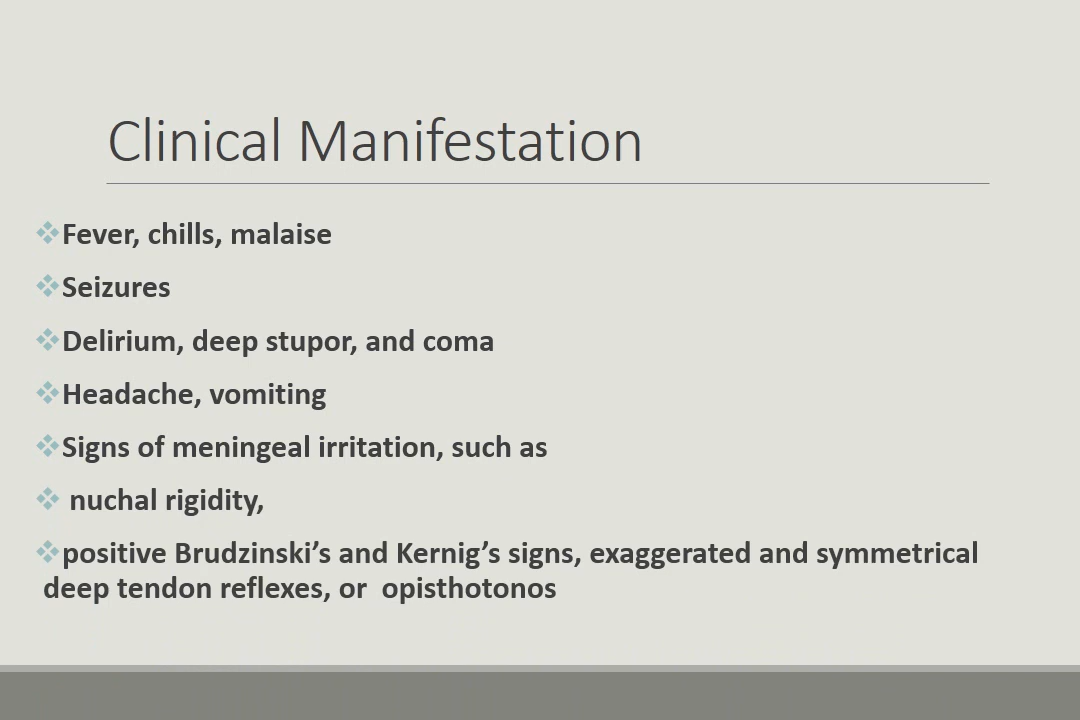 Clinical Manifestation
❖Fever, chills, malaise
❖Seizures
❖Delirium, deep stupor, and coma
❖Headache, vomiting
❖Signs of meningeal irritation, such as
❖ nuchal rigidity,
❖positive Brudzinski’s and Kernig’s signs, exaggerated and symmetrical
deep tendon reflexes, or  opisthotonos